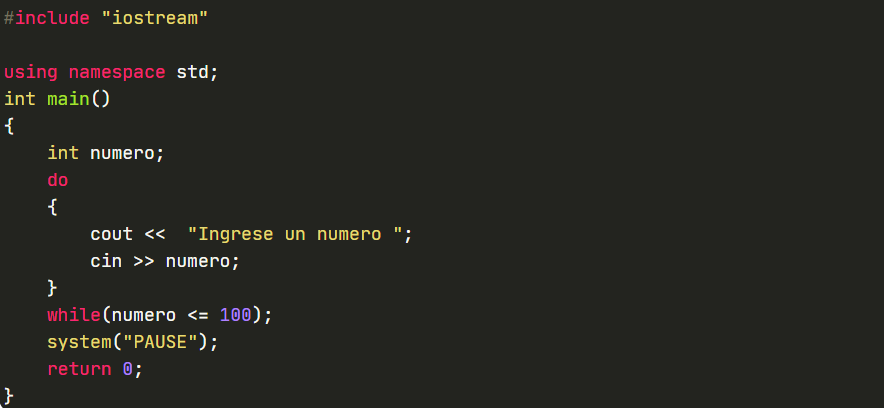 #include "iostream"

using namespace std;
int main()
{
    int numero;
    do
    {
        cout <<  "Ingrese un numero ";
        cin >> numero;
    }
    while(numero <= 100);
    system("PAUSE");
    return 0;
}